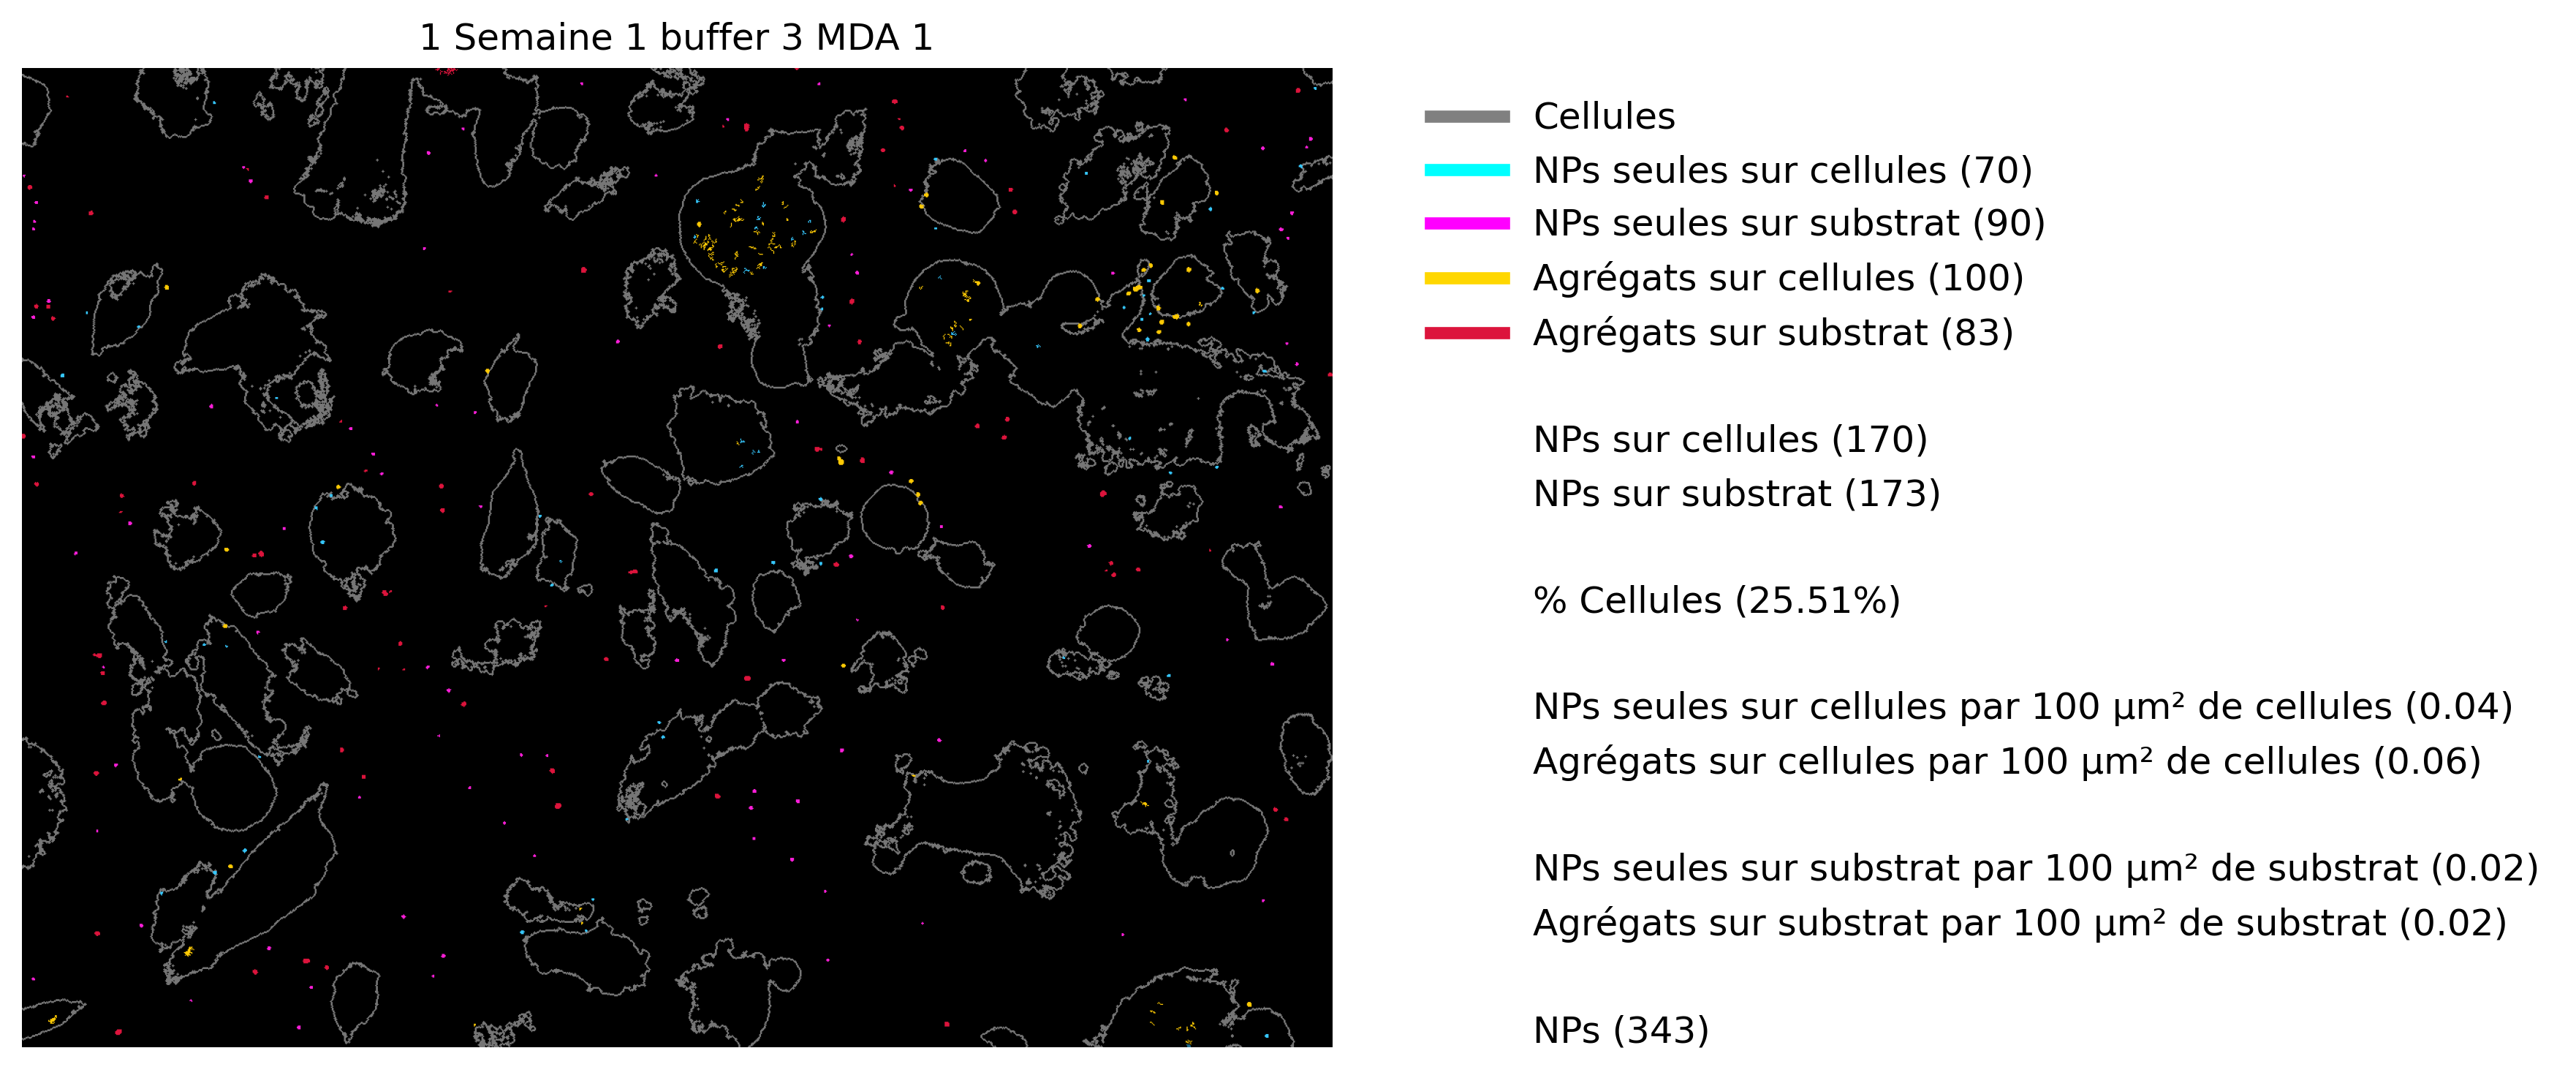 1 Semaine 1 buffer 3 MDA 1
Cellules
NPs seules sur cellules (70)
NPs seules sur substrat (90)
Agrégats sur cellules (100)
Agrégats sur substrat (83)
NPs sur cellules (170)
NPs sur substrat (173)
% Cellules (25.51%)
NPs seules sur cellules par 100 µm² de cellules (0.04)
Agrégats sur cellules par 100 µm² de cellules (0.06)
NPs seules sur substrat par 100 µm² de substrat (0.02)
Agrégats sur substrat par 100 µm² de substrat (0.02)
NPs (343)